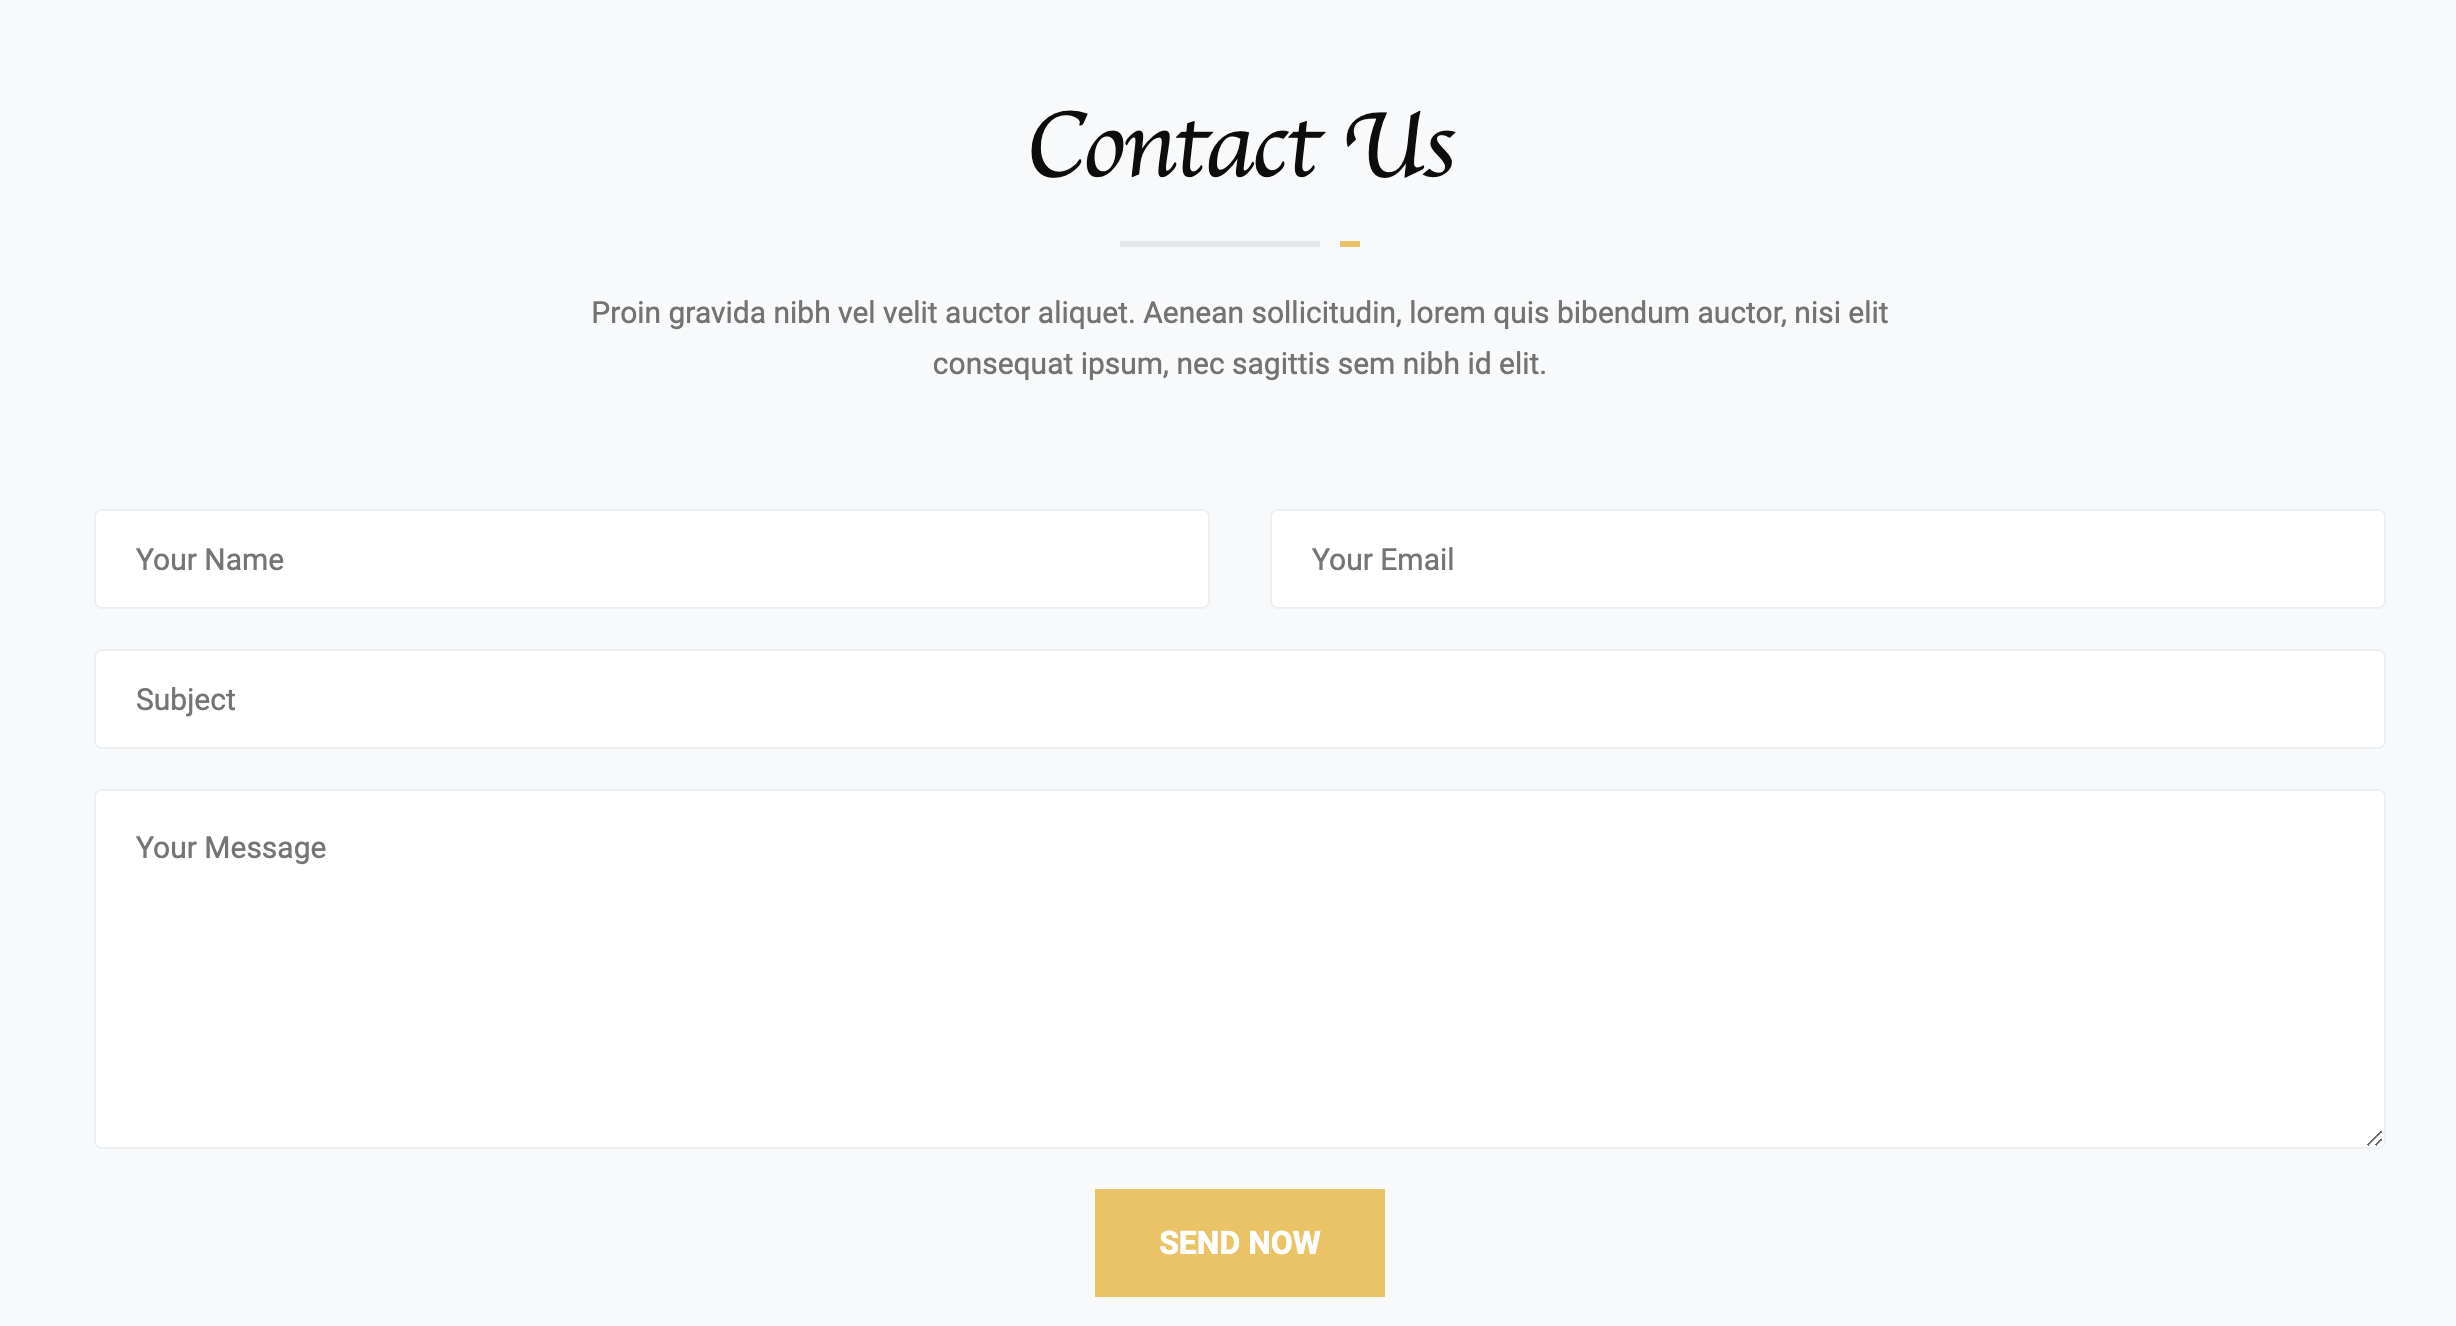 Contact Us
Proin gravida nibh vel velit auctor aliquet. Aenean sollicitudin, lorem quis bibendum auctor, nisi elit
consequat ipsum, nec sagittis sem nibh id elit.
Your Name
Your Email
Subject
Your Message
SEND NOW